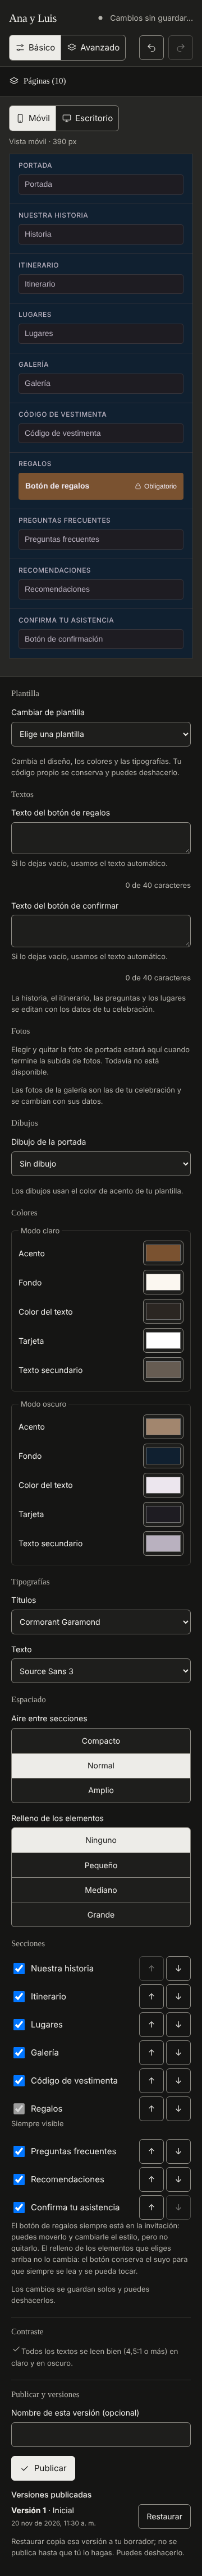 Ana y Luis
Cambios sin guardar...
Básico
Avanzado
Páginas (10)
Móvil
Escritorio
Vista móvil · 390 px
PORTADA
Portada
NUESTRA HISTORIA
Historia
ITINERARIO
Itinerario
LUGARES
Lugares
GALERÍA
Galería
CÓDIGO DE VESTIMENTA
Código de vestimenta
REGALOS
Botón de regalos
Obligatorio
PREGUNTAS FRECUENTES
Preguntas frecuentes
RECOMENDACIONES
Recomendaciones
CONFIRMA TU ASISTENCIA
Botón de confirmación
Plantilla
Cambiar de plantilla
Elige una plantilla
Cambia el diseño, los colores y las tipografías. Tu
código propio se conserva y puedes deshacerlo.
Textos
Texto del botón de regalos
Si lo dejas vacío, usamos el texto automático.
0 de 40 caracteres
Texto del botón de confirmar
Si lo dejas vacío, usamos el texto automático.
0 de 40 caracteres
La historia, el itinerario, las preguntas y los lugares
se editan con los datos de tu celebración.
Fotos
Elegir y quitar la foto de portada estará aquí cuando
termine la subida de fotos. Todavía no está
disponible.
Las fotos de la galería son las de tu celebración y
se cambian con sus datos.
Dibujos
Dibujo de la portada
Sin dibujo
Los dibujos usan el color de acento de tu plantilla.
Colores
Modo claro
Acento
Fondo
Color del texto
Tarjeta
Texto secundario
Modo oscuro
Acento
Fondo
Color del texto
Tarjeta
Texto secundario
Tipografías
Títulos
Cormorant Garamond
Texto
Source Sans 3
Espaciado
Aire entre secciones
Compacto
Normal
Amplio
Relleno de los elementos
Ninguno
Pequeño
Mediano
Grande
Secciones
Nuestra historia
Itinerario
Lugares
Galería
Código de vestimenta
Regalos
Siempre visible
Preguntas frecuentes
Recomendaciones
Confirma tu asistencia
El botón de regalos siempre está en la invitación:
puedes moverlo y cambiarle el estilo, pero no
quitarlo. El relleno de los elementos que eliges
arriba no lo cambia: el botón conserva el suyo para
que siempre se lea y se pueda tocar.
Los cambios se guardan solos y puedes
deshacerlos.
Contraste
Todos los textos se leen bien (4,5:1 o más) en
claro y en oscuro.
Publicar y versiones
Nombre de esta versión (opcional)
Publicar
Versiones publicadas
Versión 1 · Inicial
20 nov de 2026, 11:30 a. m.
Restaurar
Restaurar copia esa versión a tu borrador; no se
publica hasta que tú lo hagas. Puedes deshacerlo.